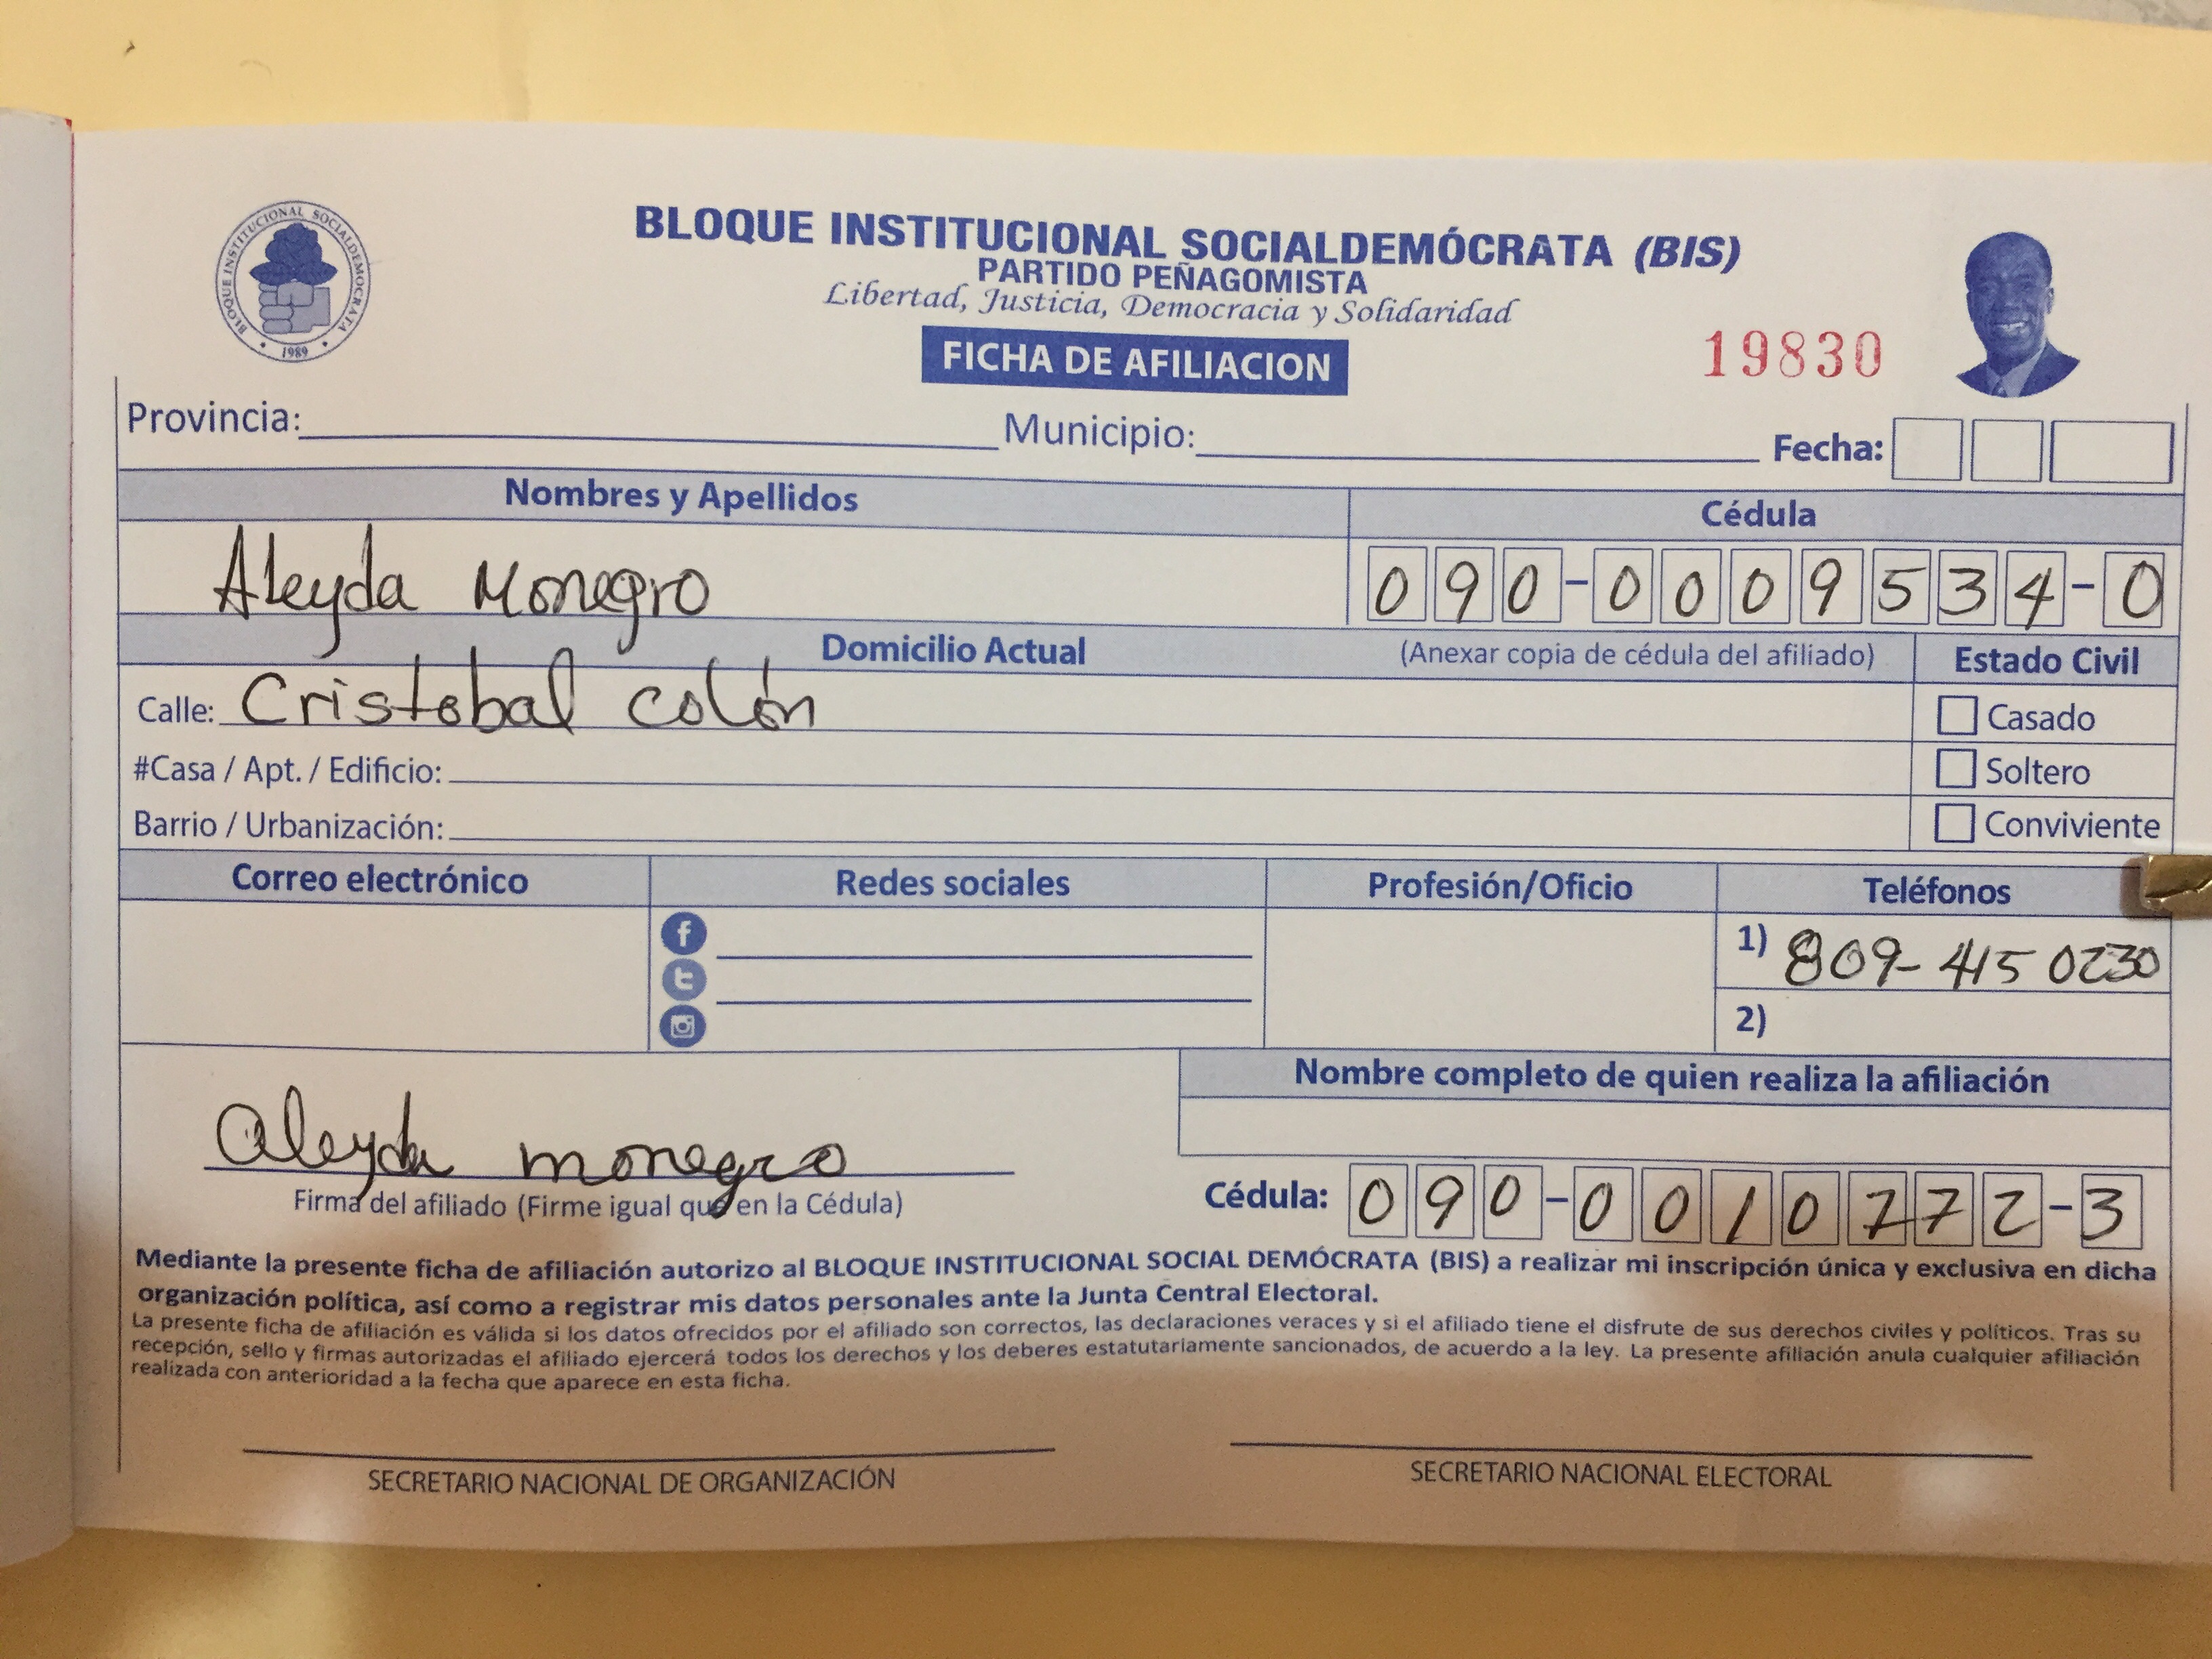 BLOQUE INSTITUCIONAL SOCIALDEMOCRATA
1989
BLOQUE INSTITUCIONAL SOCIALDEMÓCRATA (BIS)
PARTIDO PEÑAGOMISTA
Libertad, Justicia, Democracia y Solidaridad
FICHA DE AFILIACION
19830
Provincia: Municipio: Fecha:
Nombres y Apellidos Cédula
Aleyda Monegro 090-0009534-0
Domicilio Actual (Anexar copia de cédula del afiliado) Estado Civil
Calle: Cristobal colón Casado
#Casa / Apt. / Edificio: Soltero
Barrio / Urbanización: Conviviente
Correo electrónico Redes sociales Profesión/Oficio Teléfonos
1) 809-415 0230
2)
Nombre completo de quien realiza la afiliación
aleyda monegro
Firma del afiliado (Firme igual que en la Cédula) Cédula: 090-0010772-3
Mediante la presente ficha de afiliación autorizo al BLOQUE INSTITUCIONAL SOCIAL DEMÓCRATA (BIS) a realizar mi inscripción única y exclusiva en dicha
organización política, así como a registrar mis datos personales ante la Junta Central Electoral.
La presente ficha de afiliación es válida si los datos ofrecidos por el afiliado son correctos, las declaraciones veraces y si el afiliado tiene el disfrute de sus derechos civiles y políticos. Tras su
recepción, sello y firmas autorizadas el afiliado ejercerá todos los derechos y los deberes estatutariamente sancionados, de acuerdo a la ley. La presente afiliación anula cualquier afiliación
realizada con anterioridad a la fecha que aparece en esta ficha.
SECRETARIO NACIONAL DE ORGANIZACIÓN SECRETARIO NACIONAL ELECTORAL